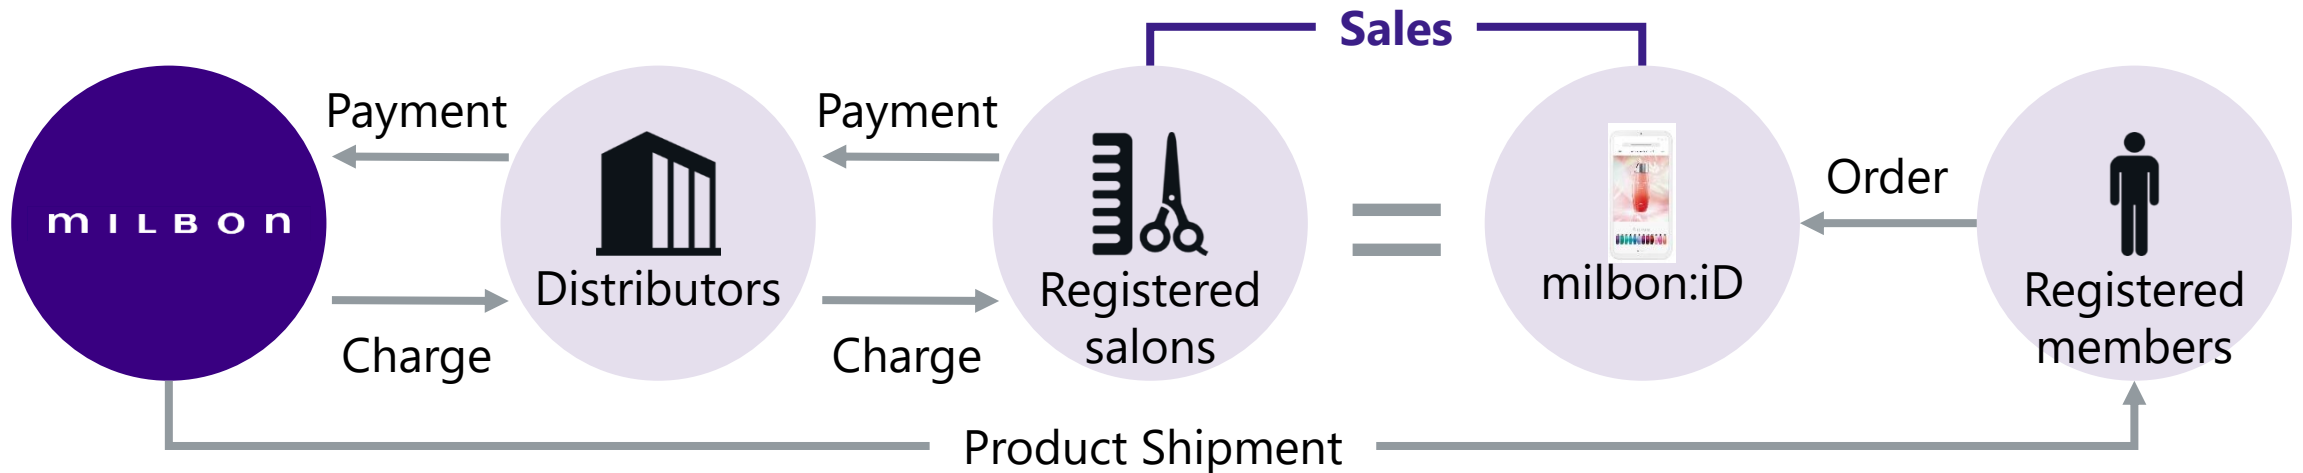 Sales
Payment
Payment
Order
MILBON
Distributors
Registered
salons
milbon:iD
Registered
members
Charge
Charge
Product Shipment